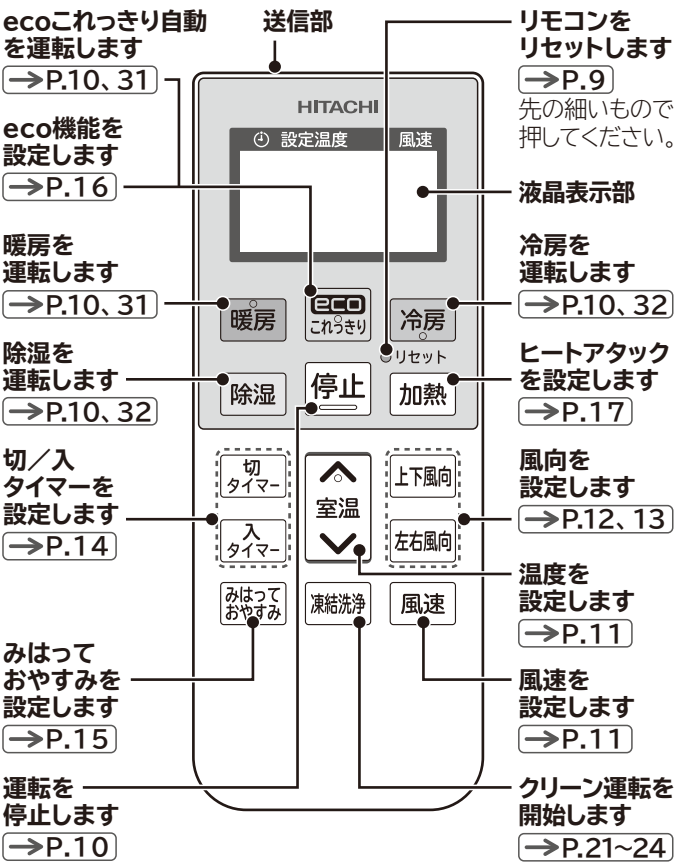 ecoこれっきり自動
を運転します
→P.10、31
eco機能を
設定します
→P.16
暖房を
運転します
→P.10、31
除湿を
運転します
→P.10、32
切／入
タイマーを
設定します
→P.14
みはって
おやすみを
設定します
→P.15
運転を
停止します
→P.10
送信部
HITACHI
設定温度 風速
暖房
eco
これっきり
冷房
リセット
除湿
停止
加熱
切
タイマー
室温
上下風向
入
タイマー
左右風向
みはって
おやすみ
凍結洗浄
風速
リモコンを
リセットします
→P.9
先の細いもので
押してください。
液晶表示部
冷房を
運転します
→P.10、32
ヒートアタック
を設定します
→P.17
風向を
設定します
→P.12、13
温度を
設定します
→P.11
風速を
設定します
→P.11
クリーン運転を
開始します
→P.21~24